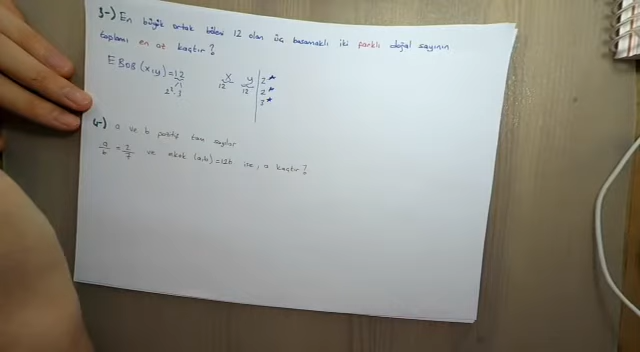 3-) En büyük ortak böleni 12 olan üç basamaklı iki farklı doğal sayının
toplamı en az kaçtır?
EBOB (x,y) = 12
2².3
x y 2*
12 12 2*
3*
4-) a ve b pozitif tam sayılar
a/b = 2/7 ve ekok (a,b) = 126 ise, a kaçtır?